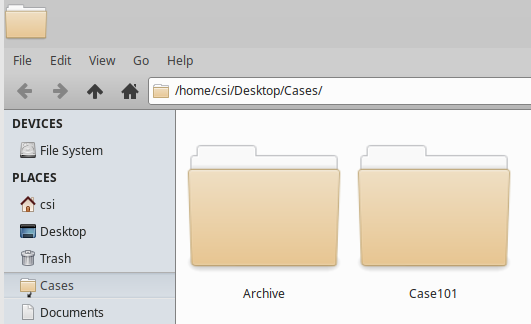 File Edit View Go Help
/home/csi/Desktop/Cases/
DEVICES
File System
PLACES
csi
Desktop
Trash
Cases
Documents
Archive
Case101